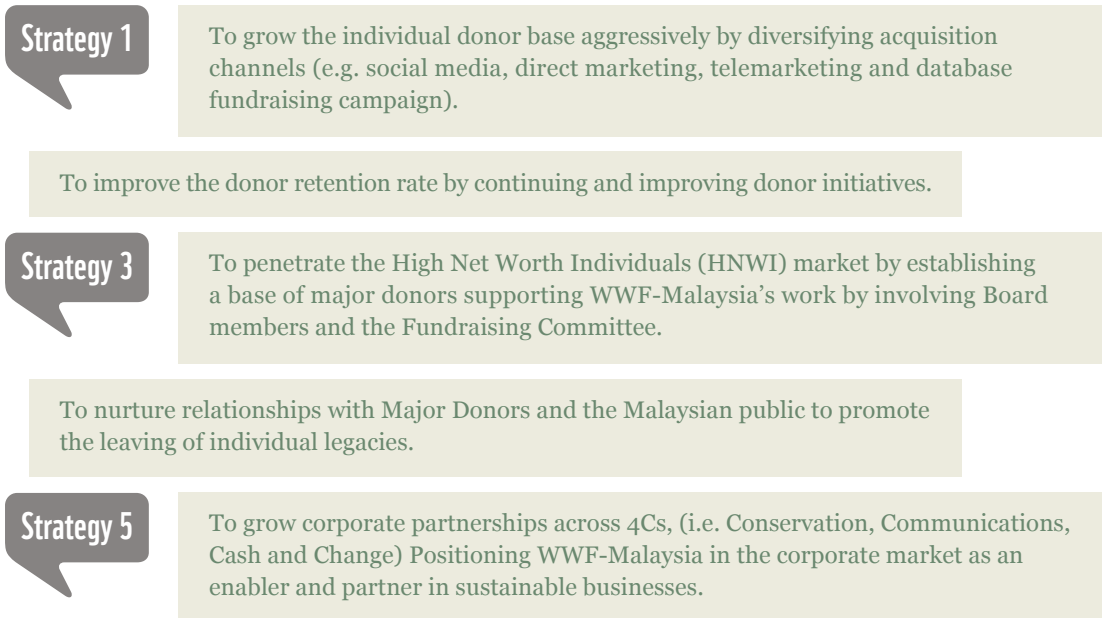 Strategy 1
To grow the individual donor base aggressively by diversifying acquisition
channels (e.g. social media, direct marketing, telemarketing and database
fundraising campaign).
To improve the donor retention rate by continuing and improving donor initiatives.
Strategy 3
To penetrate the High Net Worth Individuals (HNWI) market by establishing
a base of major donors supporting WWF-Malaysia’s work by involving Board
members and the Fundraising Committee.
To nurture relationships with Major Donors and the Malaysian public to promote
the leaving of individual legacies.
Strategy 5
To grow corporate partnerships across 4Cs, (i.e. Conservation, Communications,
Cash and Change) Positioning WWF-Malaysia in the corporate market as an
enabler and partner in sustainable businesses.